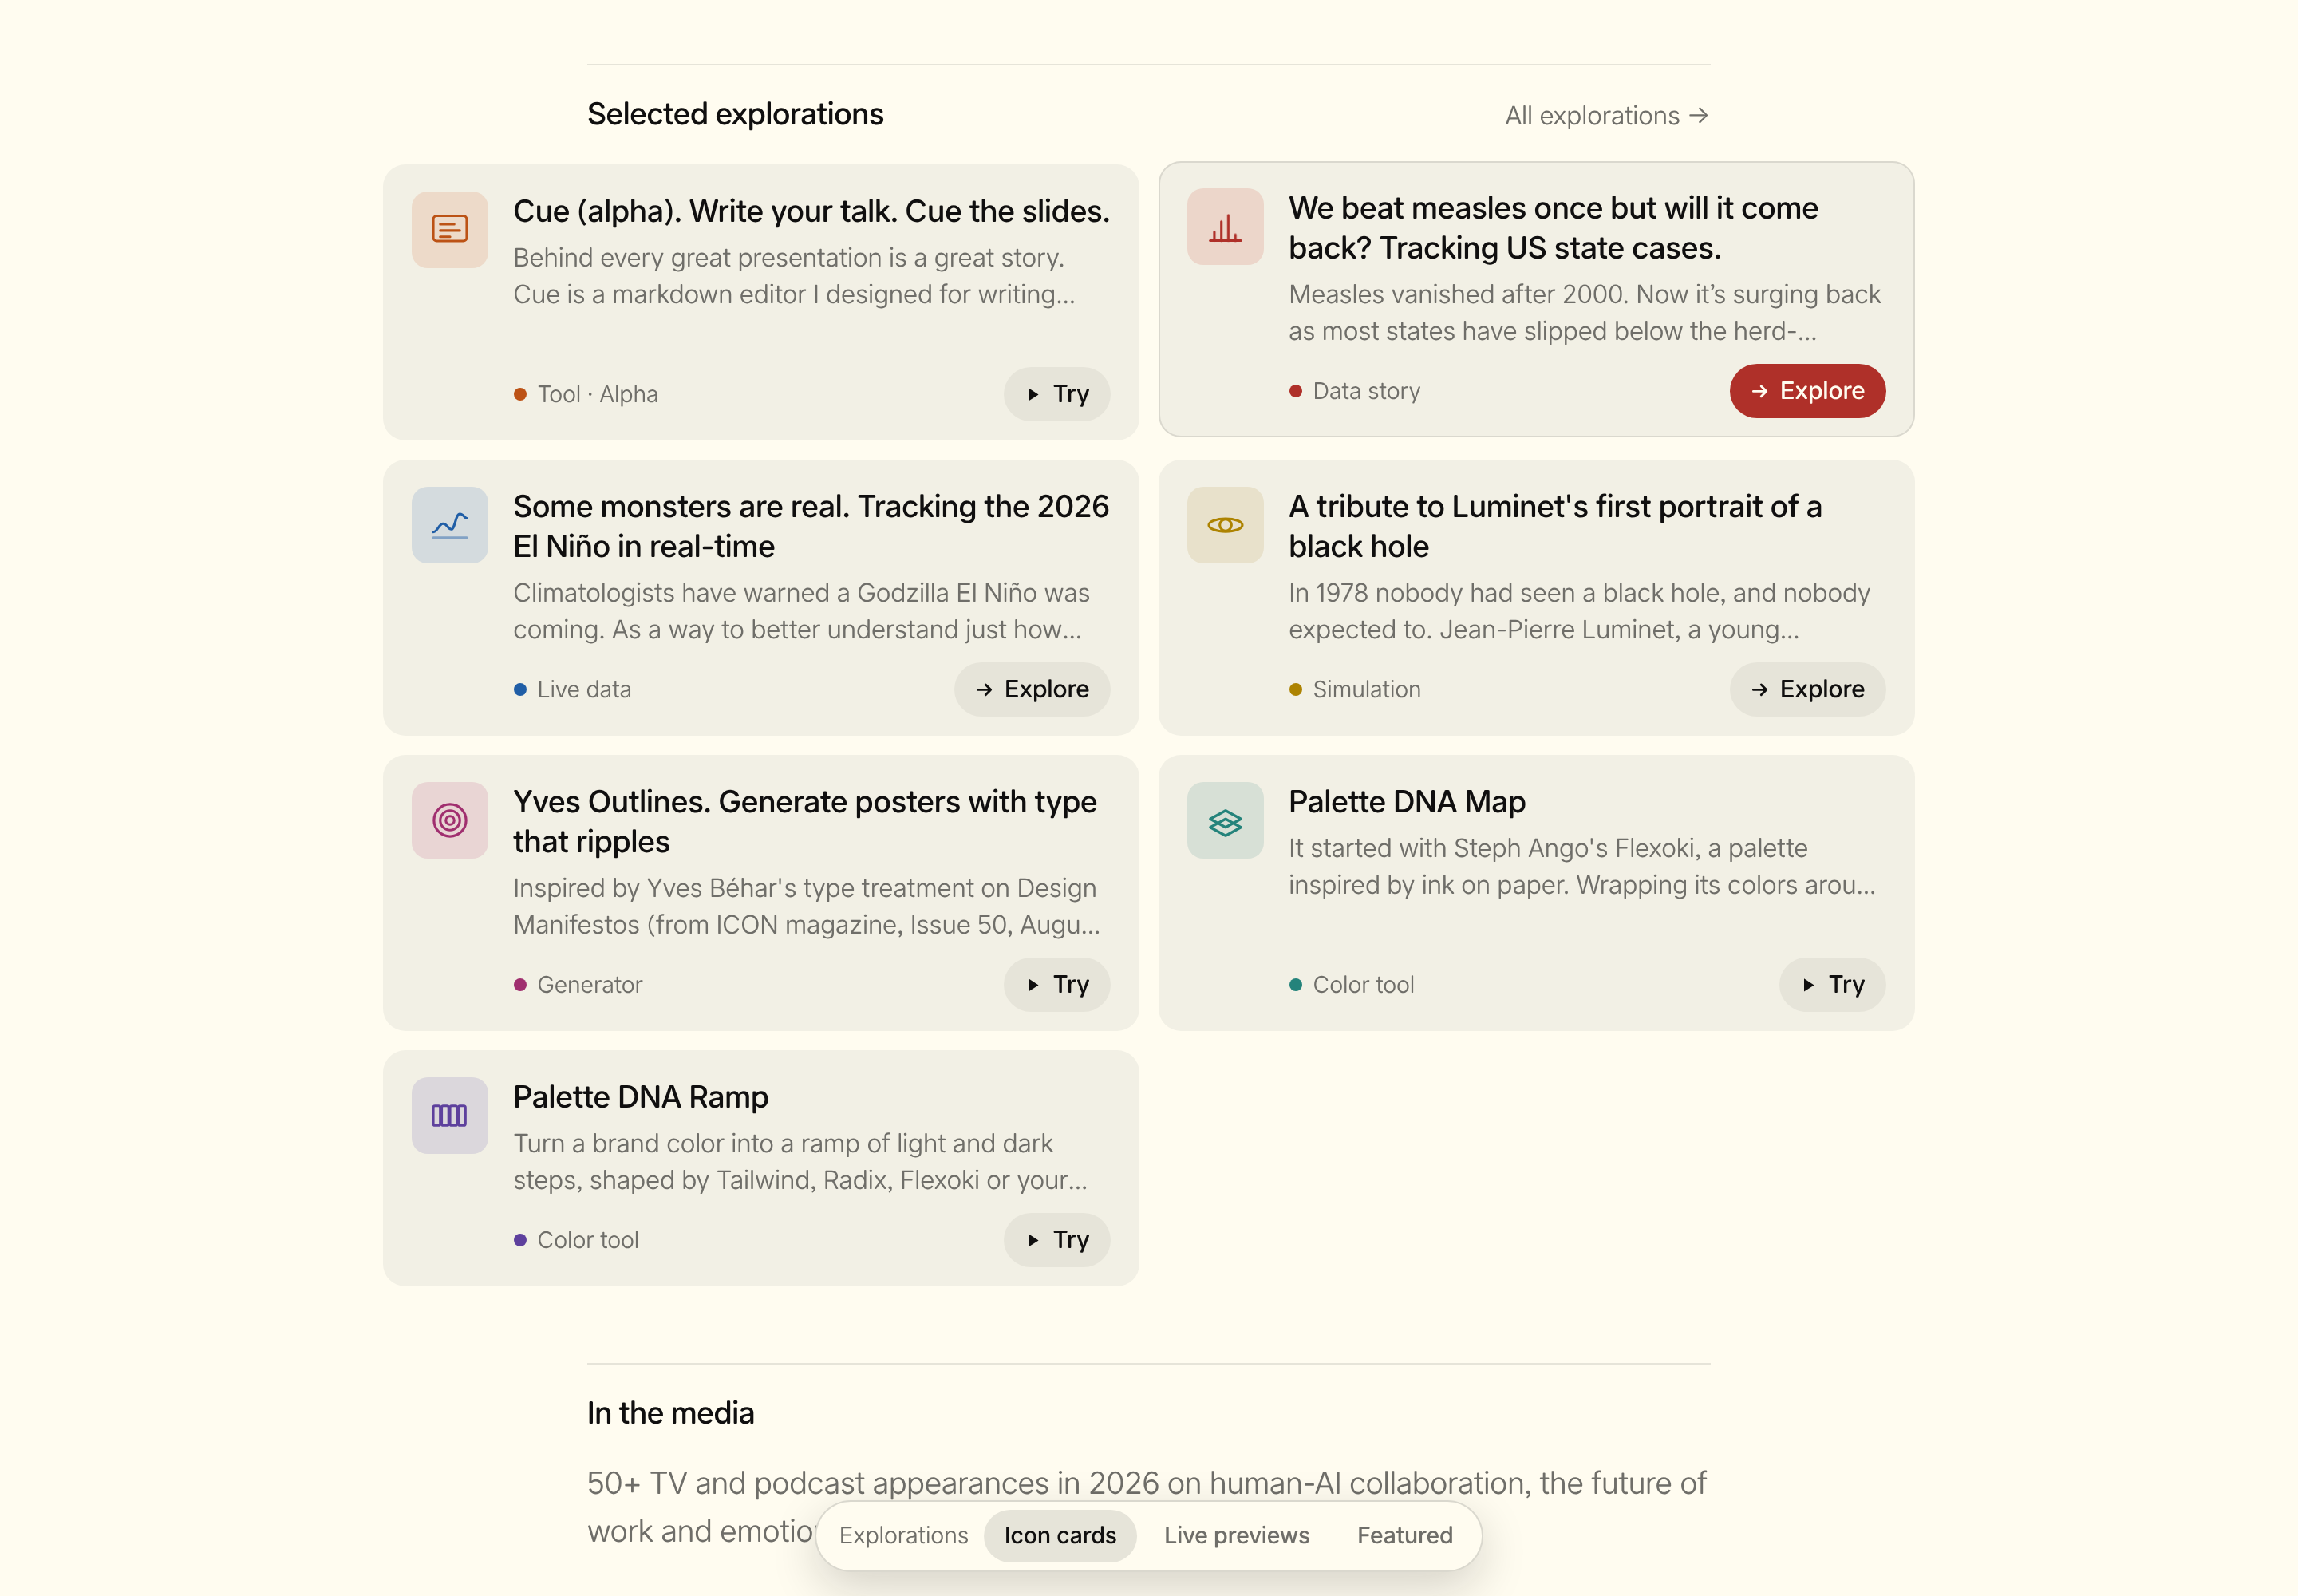 Selected explorations
All explorations →
Cue (alpha). Write your talk. Cue the slides.
Behind every great presentation is a great story.
Cue is a markdown editor I designed for writing...
Tool · Alpha
Try
We beat measles once but will it come
back? Tracking US state cases.
Measles vanished after 2000. Now it’s surging back
as most states have slipped below the herd-...
Data story
→ Explore
Some monsters are real. Tracking the 2026
El Niño in real-time
Climatologists have warned a Godzilla El Niño was
coming. As a way to better understand just how...
Live data
→ Explore
A tribute to Luminet's first portrait of a
black hole
In 1978 nobody had seen a black hole, and nobody
expected to. Jean-Pierre Luminet, a young...
Simulation
→ Explore
Yves Outlines. Generate posters with type
that ripples
Inspired by Yves Béhar's type treatment on Design
Manifestos (from ICON magazine, Issue 50, Augu...
Generator
Try
Palette DNA Map
It started with Steph Ango's Flexoki, a palette
inspired by ink on paper. Wrapping its colors arou...
Color tool
Try
Palette DNA Ramp
Turn a brand color into a ramp of light and dark
steps, shaped by Tailwind, Radix, Flexoki or your...
Color tool
Try
In the media
50+ TV and podcast appearances in 2026 on human-AI collaboration, the future of
work and
Explorations
Icon cards
Live previews
Featured